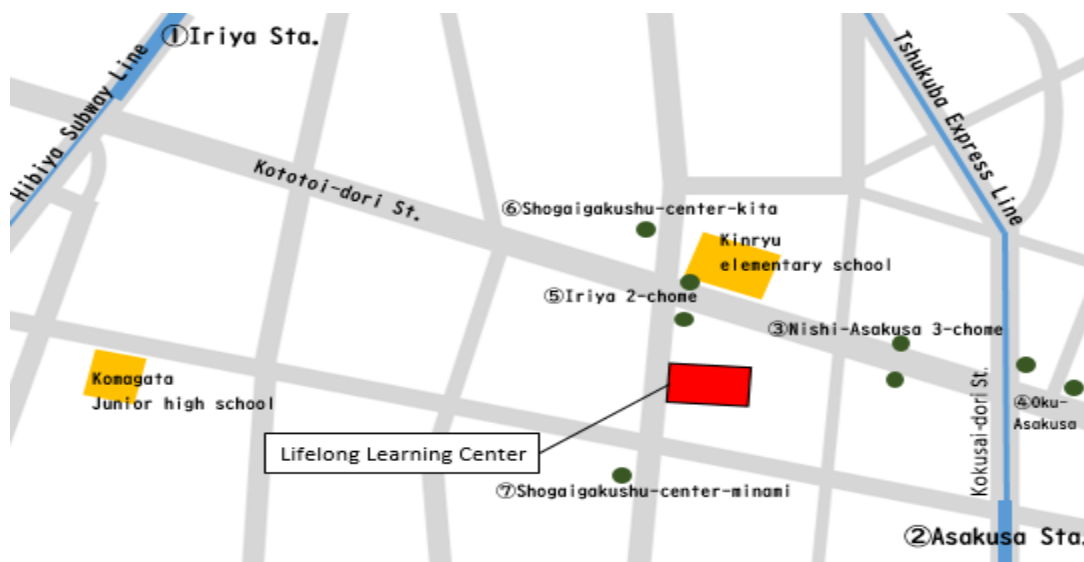 ①Iriya Sta.
Hibiya Subway Line
Tshukuba Express Line
Kototoi-dori St.
⑥Shogaigakushu-center-kita
Kinryu
elementary school
⑤Iriya 2-chome
③Nishi-Asakusa 3-chome
Komagata
Junior high school
④Oku-
Asakusa
Kokusai-dori St.
Lifelong Learning Center
⑦Shogaigakushu-center-minami
②Asakusa Sta.